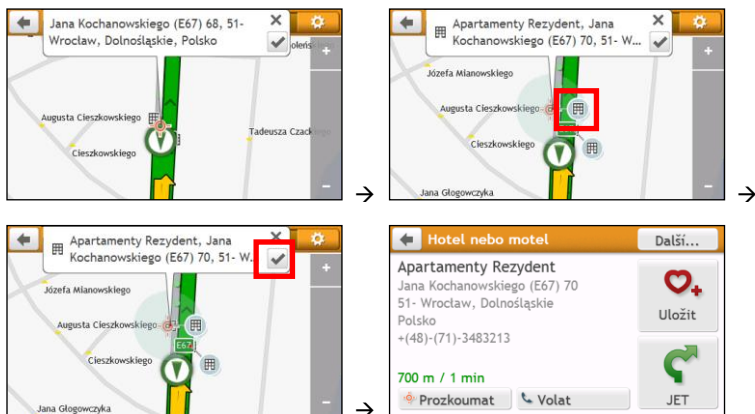 Jana Kochanowskiego (E67) 68, 51-
Wrocław, Dolnośląskie, Polsko
Augusta Cieszkowskiego
Cieszkowskiego
→
Apartamenty Rezydent, Jana
Kochanowskiego (E67) 70, 51- W...
Józefa Mianowskiego
Augusta Cieszkowskiego
Cieszkowskiego
Jana Głogowczyka
→
Apartamenty Rezydent, Jana
Kochanowskiego (E67) 70, 51- W...
Józefa Mianowskiego
Augusta Cieszkowskiego
E67
Cieszkowskiego
Jana Głogowczyka
→
Hotel nebo motel
Další...
Apartamenty Rezydent
Jana Kochanowskiego (E67) 70
51- Wrocław, Dolnośląskie
Polsko
+(48)-(71)-3483213
Uložit
700 m / 1 min
Prozkoumat
Volat
JET